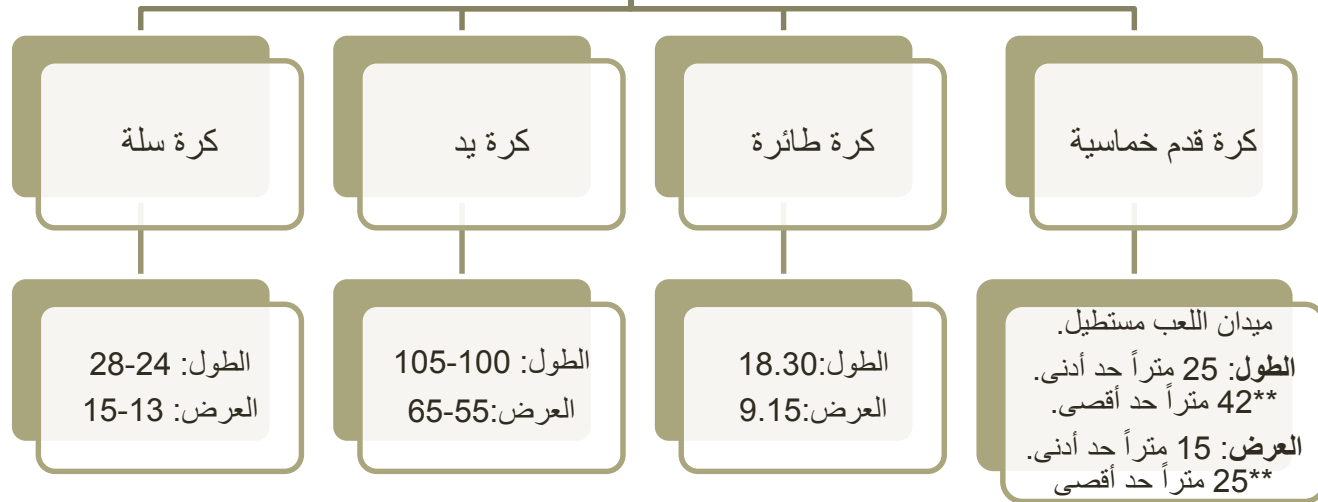 كرة قدم خماسية
كرة طائرة
كرة يد
كرة سلة
ميدان اللعب مستطيل.
الطول: 25 متراً حد أدنى.
**42 متراً حد أقصى.
العرض: 15 متراً حد أدنى.
**25 متراً حد أقصى
الطول:18.30
العرض:9.15
الطول: 100-105
العرض:55-65
الطول: 24-28
العرض: 13-15